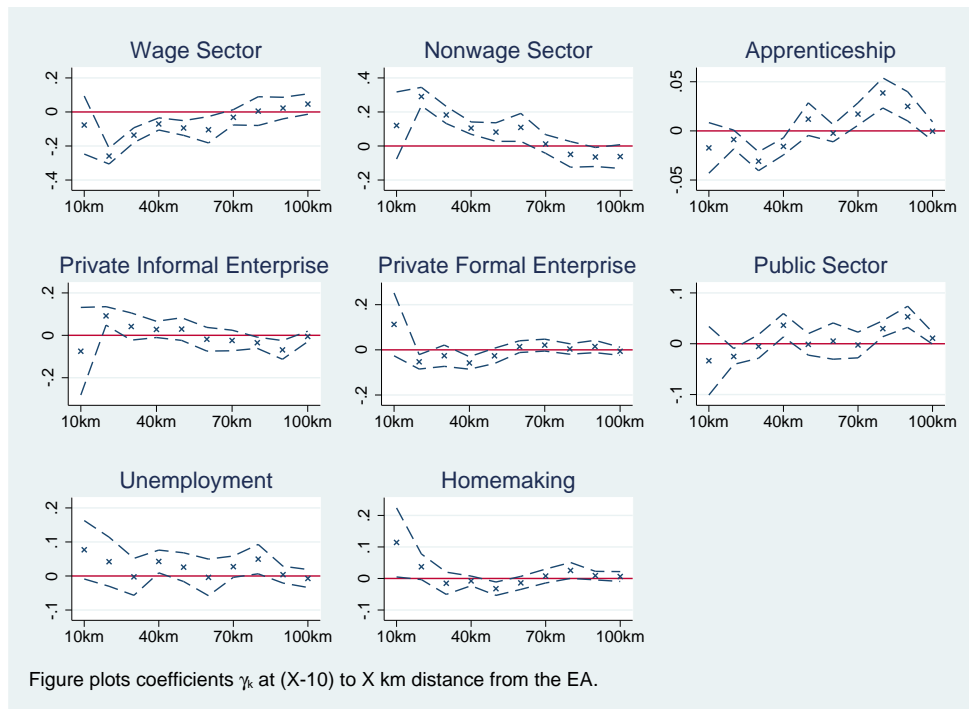 Wage Sector
.2
0
-.2
-.4
10km 40km 70km 100km
Nonwage Sector
.4
.2
0
-.2
10km 40km 70km 100km
Apprenticeship
.05
0
-.05
10km 40km 70km 100km
Private Informal Enterprise
.2
0
-.2
10km 40km 70km 100km
Private Formal Enterprise
.2
0
-.2
10km 40km 70km 100km
Public Sector
.1
0
-.1
10km 40km 70km 100km
Unemployment
.2
.1
0
-.1
10km 40km 70km 100km
Homemaking
.2
.1
0
-.1
10km 40km 70km 100km
Figure plots coefficients γk at (X-10) to X km distance from the EA.